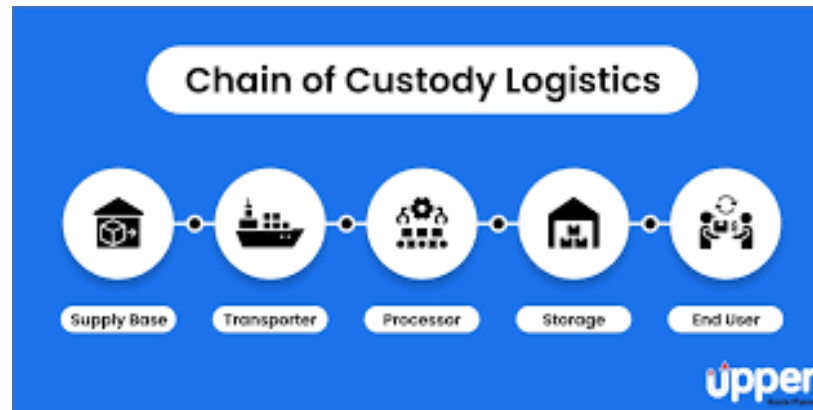 Chain of Custody Logistics
Supply Base
Transporter
Processor
Storage
End User
upper